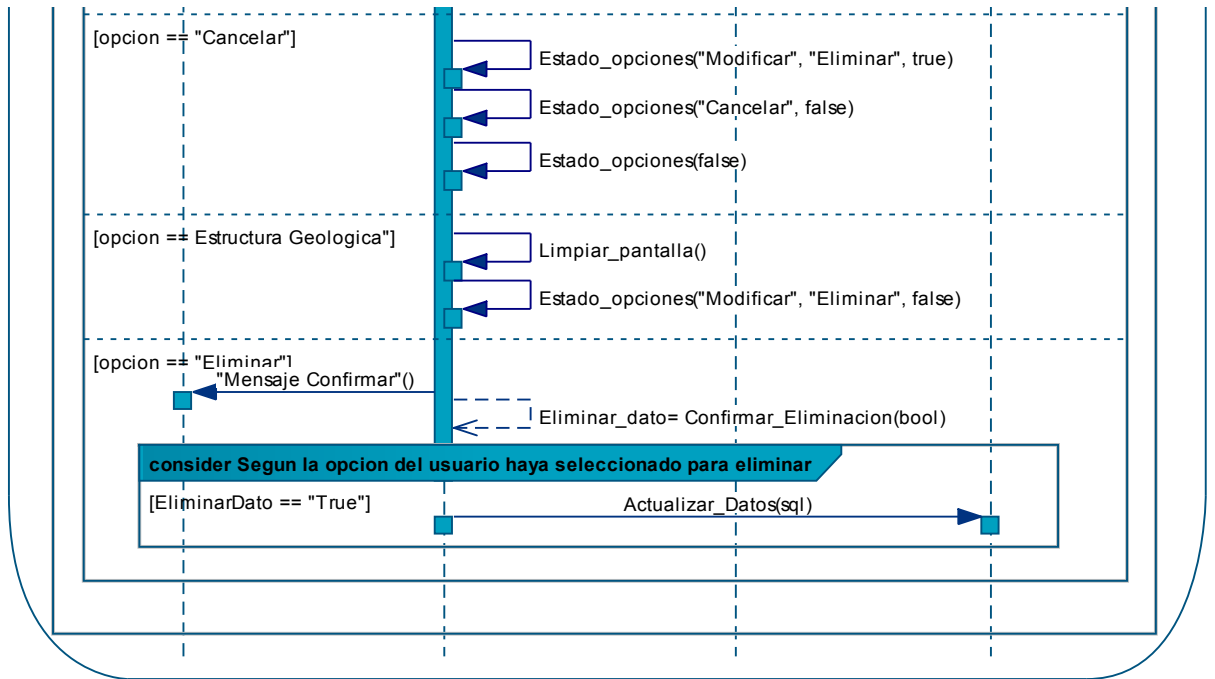 [opcion == "Cancelar"]
Estado_opciones("Modificar", "Eliminar", true)
Estado_opciones("Cancelar", false)
Estado_opciones(false)
[opcion == Estructura Geologica"]
Limpiar_pantalla()
Estado_opciones("Modificar", "Eliminar", false)
[opcion == "Eliminar"]
"Mensaje Confirmar"()
Eliminar_dato= Confirmar_Eliminacion(bool)
consider Segun la opcion del usuario haya seleccionado para eliminar
[EliminarDato == "True"]
Actualizar_Datos(sql)